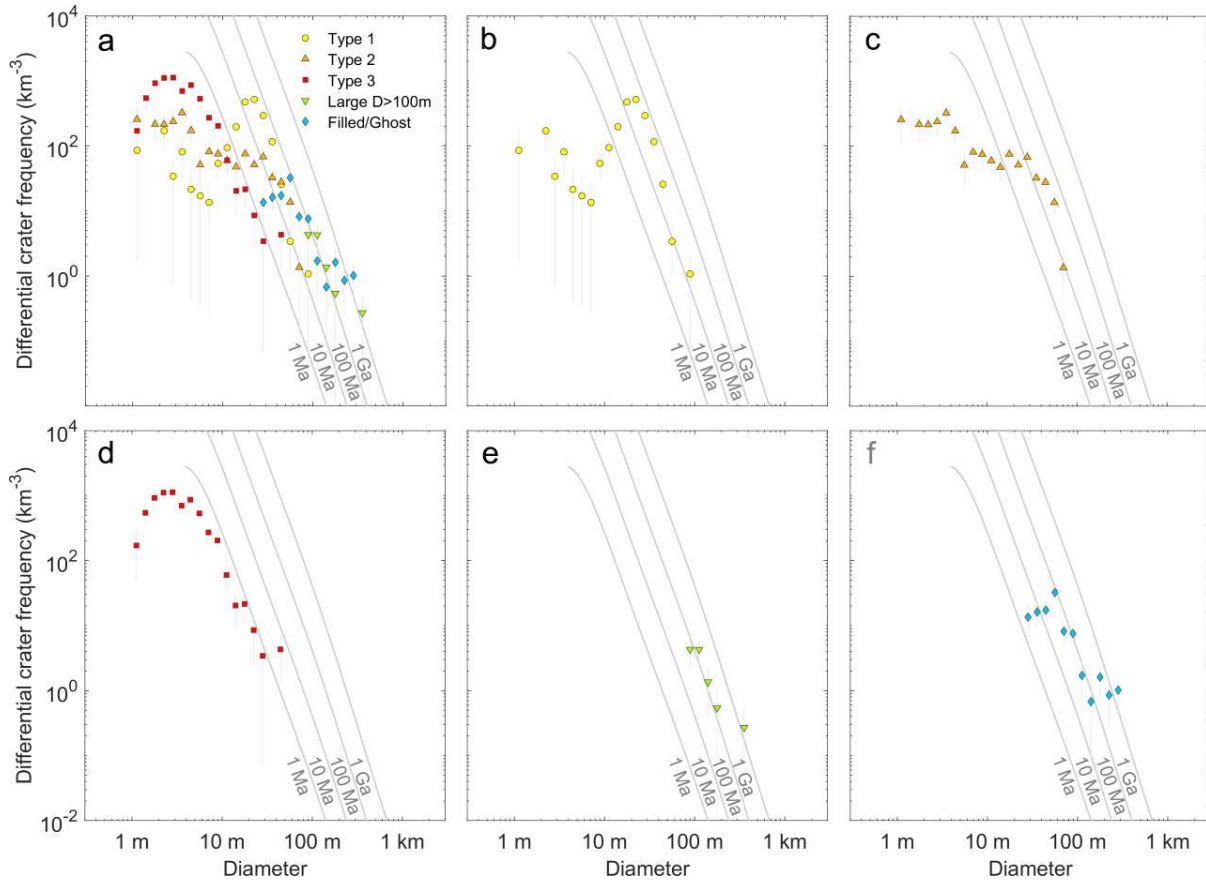 a
Type 1
Type 2
Type 3
Large D>100m
Filled/Ghost
b
c
10⁴
10²
10⁰
Differential crater frequency (km⁻³)
1 Ma
10 Ma
100 Ma
1 Ga
1 Ma
10 Ma
100 Ma
1 Ga
1 Ma
10 Ma
100 Ma
1 Ga
d
e
f
10⁴
10²
10⁰
10⁻²
Differential crater frequency (km⁻³)
1 Ma
10 Ma
100 Ma
1 Ga
1 Ma
10 Ma
100 Ma
1 Ga
1 Ma
10 Ma
100 Ma
1 Ga
1 m 10 m 100 m 1 km
1 m 10 m 100 m 1 km
1 m 10 m 100 m 1 km
Diameter
Diameter
Diameter